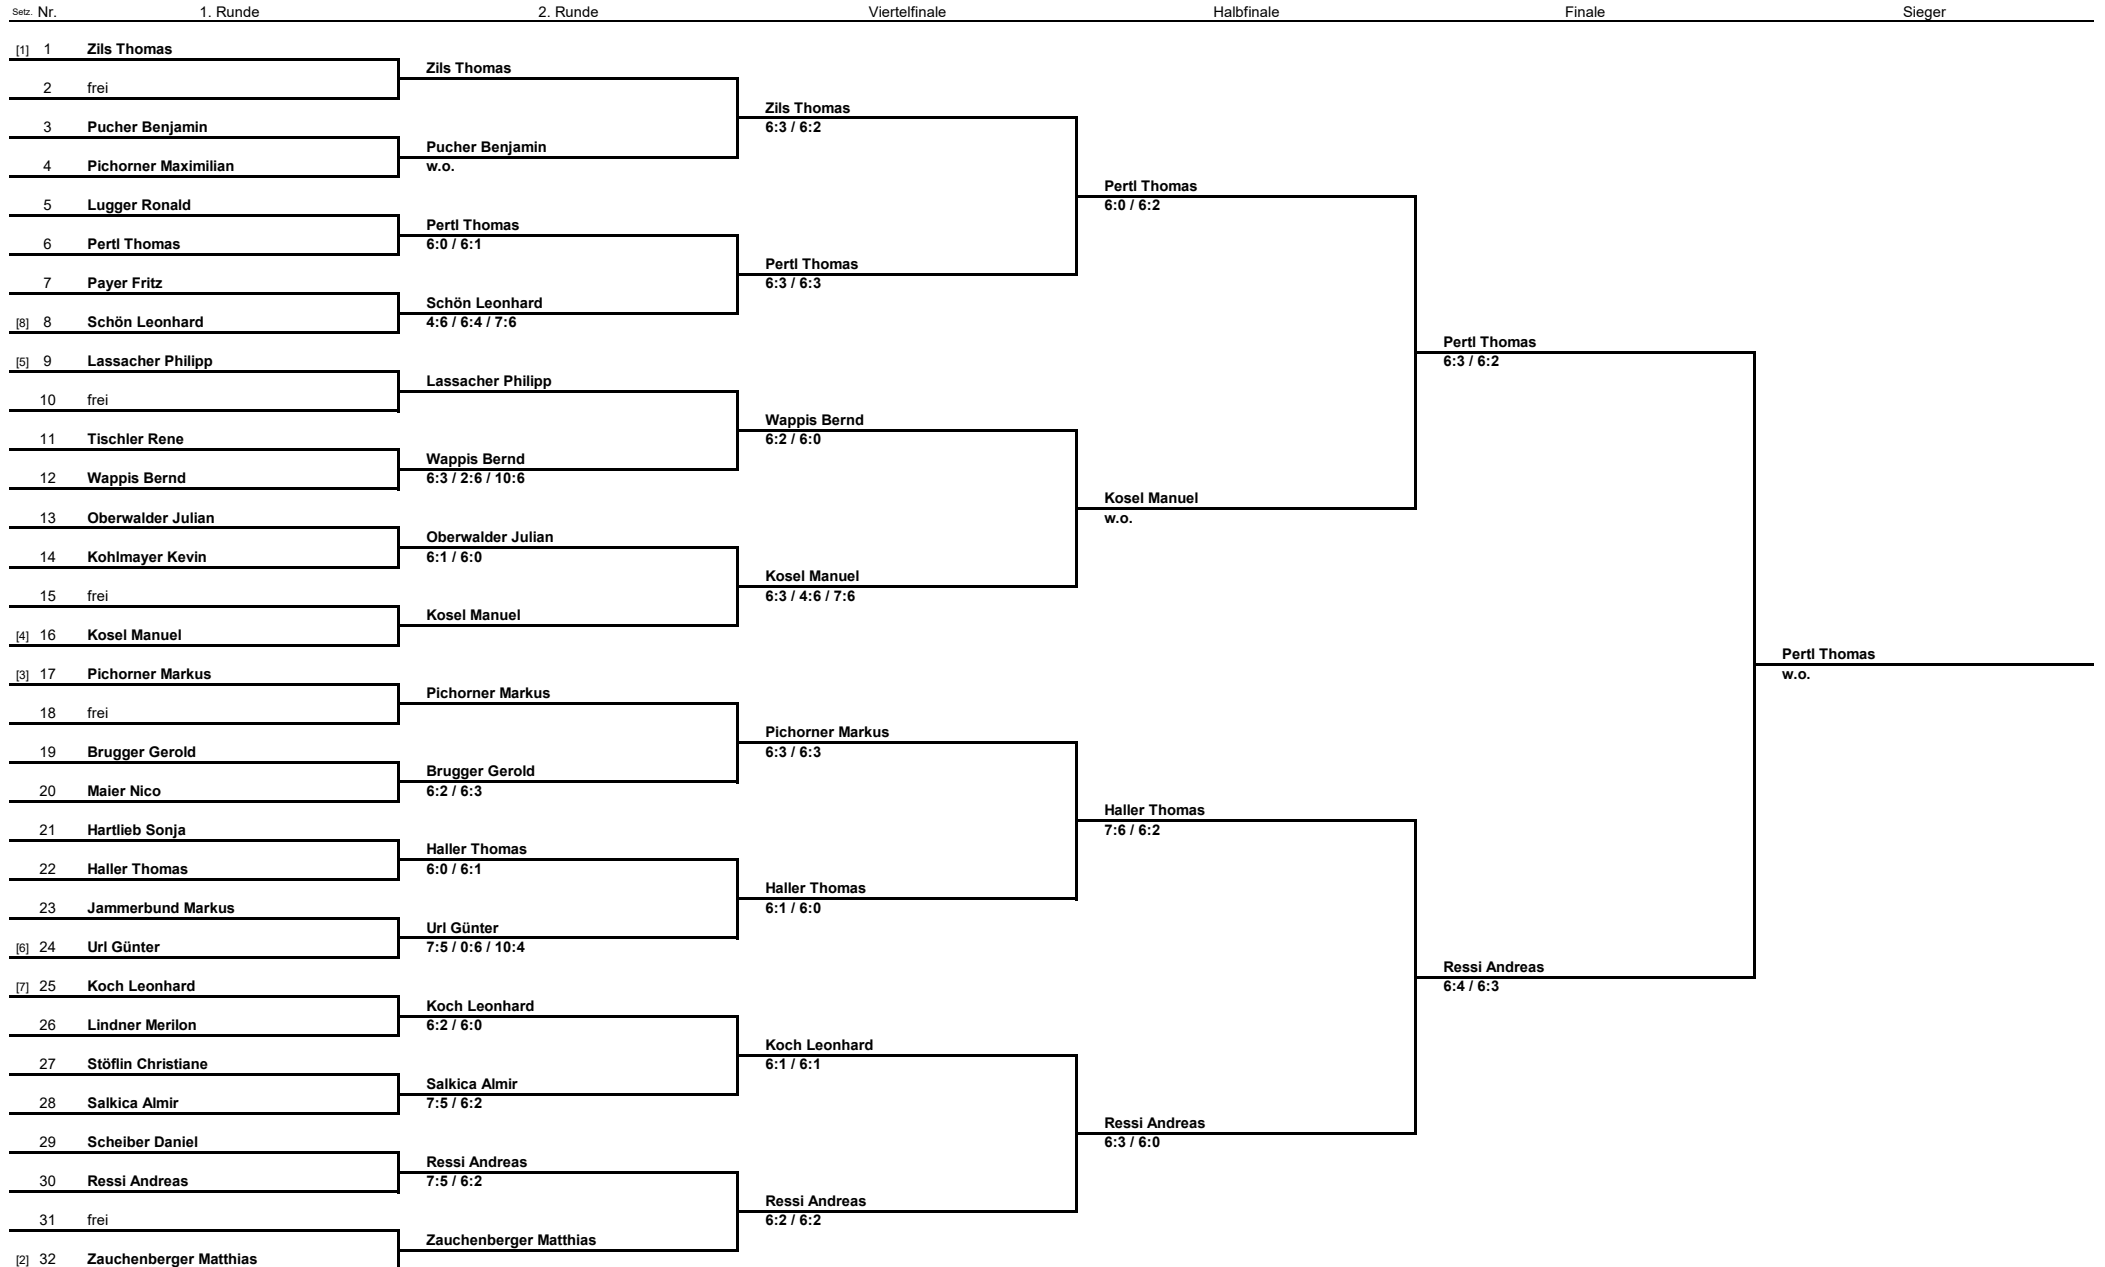 Setz. Nr. 1. Runde 2. Runde Viertelfinale Halbfinale Finale Sieger
[1] 1 Zils Thomas
Zils Thomas
2 frei
Zils Thomas
3 Pucher Benjamin
6:3 / 6:2
Pucher Benjamin
4 Pichorner Maximilian
w.o.
Pertl Thomas
5 Lugger Ronald
6:0 / 6:2
Pertl Thomas
6 Pertl Thomas
6:0 / 6:1
Pertl Thomas
7 Payer Fritz
6:3 / 6:3
Schön Leonhard
[8] 8 Schön Leonhard
4:6 / 6:4 / 7:6
Pertl Thomas
[5] 9 Lassacher Philipp
6:3 / 6:2
Lassacher Philipp
10 frei
Wappis Bernd
11 Tischler Rene
6:2 / 6:0
Wappis Bernd
12 Wappis Bernd
6:3 / 2:6 / 10:6
Kosel Manuel
13 Oberwalder Julian
w.o.
Oberwalder Julian
14 Kohlmayer Kevin
6:1 / 6:0
Kosel Manuel
15 frei
6:3 / 4:6 / 7:6
Kosel Manuel
[4] 16 Kosel Manuel
Pertl Thomas
[3] 17 Pichorner Markus
w.o.
Pichorner Markus
18 frei
Pichorner Markus
19 Brugger Gerold
6:3 / 6:3
Brugger Gerold
20 Maier Nico
6:2 / 6:3
Haller Thomas
21 Hartlieb Sonja
7:6 / 6:2
Haller Thomas
22 Haller Thomas
6:0 / 6:1
Haller Thomas
23 Jammerbund Markus
6:1 / 6:0
Url Günter
[6] 24 Url Günter
7:5 / 0:6 / 10:4
Ressi Andreas
[7] 25 Koch Leonhard
6:4 / 6:3
Koch Leonhard
26 Lindner Merilon
6:2 / 6:0
Koch Leonhard
27 Stöflin Christiane
6:1 / 6:1
Salkica Almir
28 Salkica Almir
7:5 / 6:2
Ressi Andreas
29 Scheiber Daniel
6:3 / 6:0
Ressi Andreas
30 Ressi Andreas
7:5 / 6:2
Ressi Andreas
31 frei
6:2 / 6:2
Zauchenberger Matthias
[2] 32 Zauchenberger Matthias